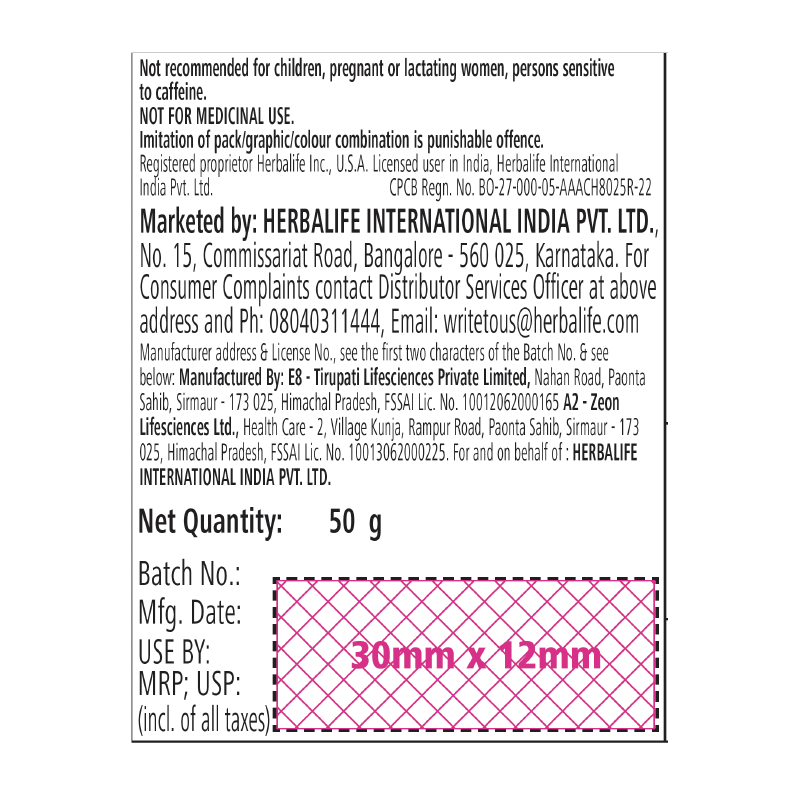 Not recommended for children, pregnant or lactating women, persons sensitive
to caffeine.
NOT FOR MEDICINAL USE.
Imitation of pack/graphic/colour combination is punishable offence.
Registered proprietor Herbalife Inc., U.S.A. Licensed user in India, Herbalife International
India Pvt. Ltd. CPCB Regn. No. BO-27-000-05-AAACH8025R-22
Marketed by: HERBALIFE INTERNATIONAL INDIA PVT. LTD.,
No. 15, Commissariat Road, Bangalore - 560 025, Karnataka. For
Consumer Complaints contact Distributor Services Officer at above
address and Ph: 08040311444, Email: writetous@herbalife.com
Manufacturer address & License No., see the first two characters of the Batch No. & see
below: Manufactured By: E8 - Tirupati Lifesciences Private Limited, Nahan Road, Paonta
Sahib, Sirmaur - 173 025, Himachal Pradesh, FSSAI Lic. No. 10012062000165 A2 - Zeon
Lifesciences Ltd., Health Care - 2, Village Kunja, Rampur Road, Paonta Sahib, Sirmaur - 173
025, Himachal Pradesh, FSSAI Lic. No. 10013062000225. For and on behalf of : HERBALIFE
INTERNATIONAL INDIA PVT. LTD.
Net Quantity: 50 g
Batch No.:
Mfg. Date:
USE BY:
MRP; USP:
(incl. of all taxes)
30mm x 12mm